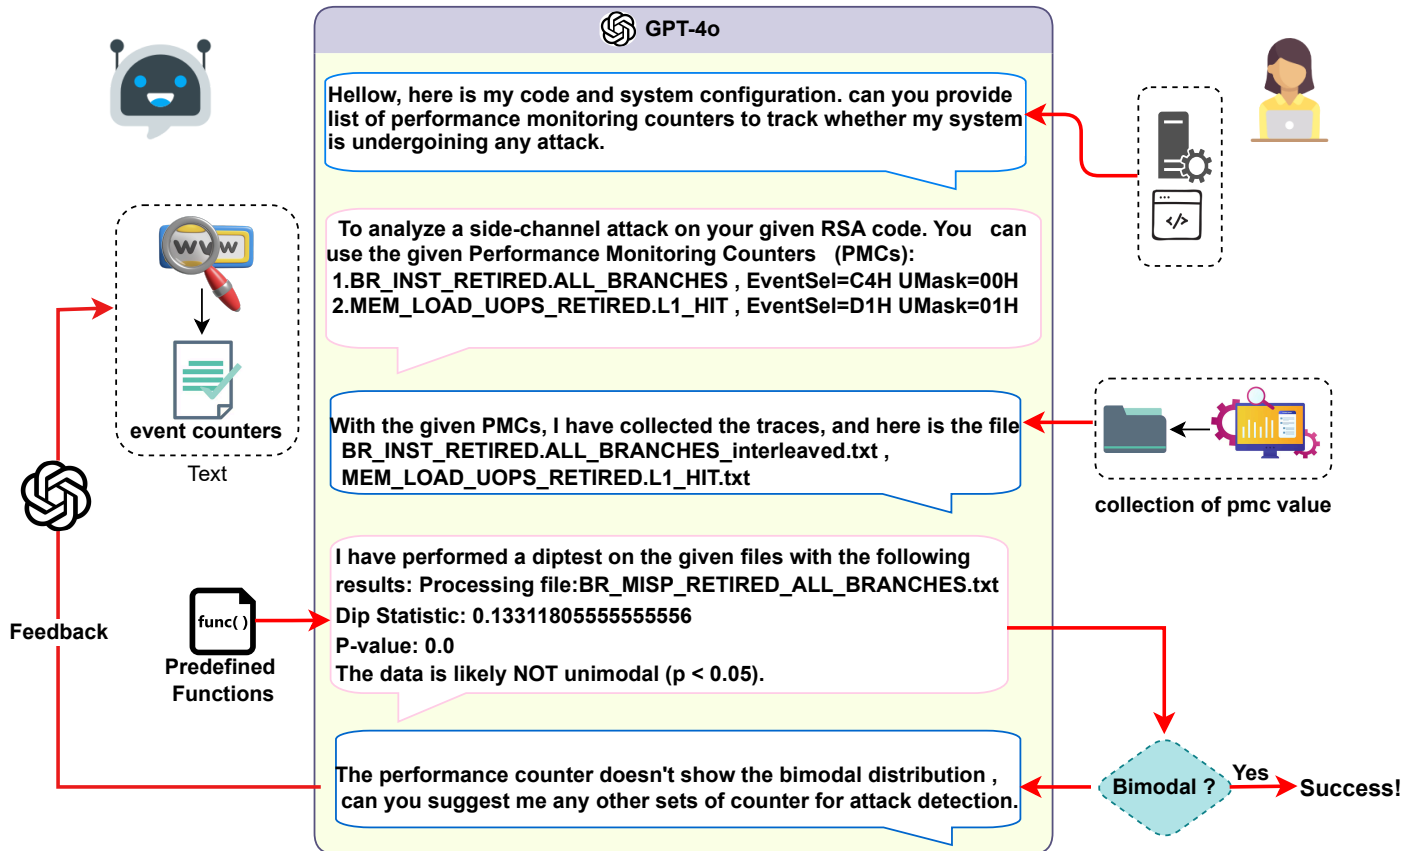 GPT-4o
Hellow, here is my code and system configuration. can you provide
list of performance monitoring counters to track whether my system
is undergoining any attack.
</>
WWW
event counters
Text
To analyze a side-channel attack on your given RSA code. You can
use the given Performance Monitoring Counters (PMCs):
1.BR_INST_RETIRED.ALL_BRANCHES , EventSel=C4H UMask=00H
2.MEM_LOAD_UOPS_RETIRED.L1_HIT , EventSel=D1H UMask=01H
With the given PMCs, I have collected the traces, and here is the file
BR_INST_RETIRED.ALL_BRANCHES_interleaved.txt ,
MEM_LOAD_UOPS_RETIRED.L1_HIT.txt
collection of pmc value
I have performed a diptest on the given files with the following
results: Processing file:BR_MISP_RETIRED_ALL_BRANCHES.txt
Dip Statistic: 0.13311805555555556
P-value: 0.0
The data is likely NOT unimodal (p < 0.05).
func( )
Predefined
Functions
Feedback
The performance counter doesn't show the bimodal distribution ,
can you suggest me any other sets of counter for attack detection.
Bimodal ?
Yes
Success!